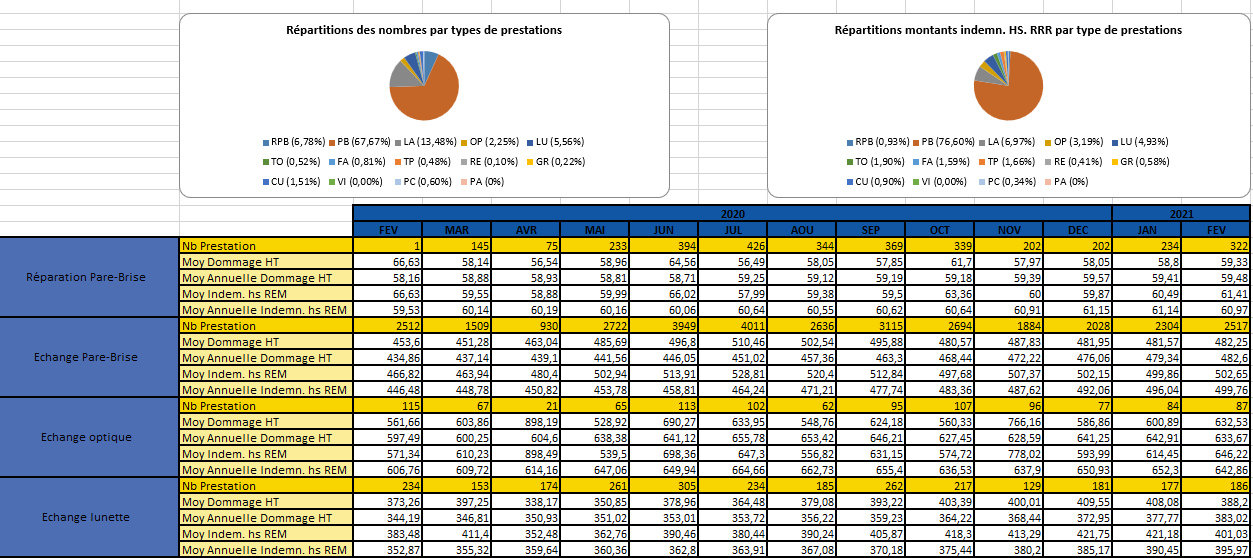 Répartitions des nombres par types de prestations
RPB (6,78%) PB (67,67%) LA (13,48%) OP (2,25%) LU (5,56%)
TO (0,52%) FA (0,81%) TP (0,48%) RE (0,10%) GR (0,22%)
CU (1,51%) VI (0,00%) PC (0,60%) PA (0%)
Répartitions montants indemn. HS. RRR par type de prestations
RPB (0,93%) PB (76,60%) LA (6,97%) OP (3,19%) LU (4,93%)
TO (1,90%) FA (1,59%) TP (1,66%) RE (0,41%) GR (0,58%)
CU (0,90%) VI (0,00%) PC (0,34%) PA (0%)
2020 2021
FEV MAR AVR MAI JUN JUL AOU SEP OCT NOV DEC JAN FEV
Réparation Pare-Brise
Nb Prestation 1 145 75 233 394 426 344 369 339 202 202 234 322
Moy Dommage HT 66,63 58,14 56,54 58,96 64,56 56,49 58,05 57,85 61,7 57,97 58,05 58,8 59,33
Moy Annuelle Dommage HT 58,16 58,88 58,93 58,81 58,71 59,25 59,12 59,19 59,18 59,39 59,57 59,41 59,48
Moy Indem. hs REM 66,63 59,55 58,88 59,99 66,02 57,99 59,38 59,5 63,36 60 59,87 60,49 61,41
Moy Annuelle Indemn. hs REM 59,53 60,14 60,19 60,16 60,06 60,64 60,55 60,62 60,64 60,91 61,15 61,14 60,97
Echange Pare-Brise
Nb Prestation 2512 1509 930 2722 3949 4011 2636 3115 2694 1884 2028 2304 2517
Moy Dommage HT 453,6 451,28 463,04 485,69 496,8 510,46 502,54 495,88 480,57 487,83 481,95 481,57 482,25
Moy Annuelle Dommage HT 434,86 437,14 439,1 441,56 446,05 451,02 457,36 463,3 468,44 472,22 476,06 479,34 482,6
Moy Indem. hs REM 466,82 463,94 480,4 502,94 513,91 528,81 520,4 512,84 497,68 507,37 502,15 499,86 502,65
Moy Annuelle Indemn. hs REM 446,48 448,78 450,82 453,78 458,81 464,24 471,21 477,74 483,36 487,62 492,06 496,04 499,76
Echange optique
Nb Prestation 115 67 21 65 113 102 62 95 107 96 77 84 87
Moy Dommage HT 561,66 603,86 898,19 528,92 690,27 633,95 548,76 624,18 560,33 766,16 586,86 600,89 632,53
Moy Annuelle Dommage HT 597,49 600,25 604,6 638,38 641,12 655,78 653,42 646,21 627,45 628,59 641,25 642,91 633,67
Moy Indem. hs REM 571,34 610,23 898,49 539,5 698,36 647,3 556,82 631,15 574,72 778,02 593,99 614,45 646,22
Moy Annuelle Indemn. hs REM 606,76 609,72 614,16 647,06 649,94 664,66 662,73 655,4 636,53 637,9 650,93 652,3 642,86
Echange lunette
Nb Prestation 234 153 174 261 305 234 185 262 217 129 181 177 186
Moy Dommage HT 373,26 397,25 338,17 350,85 378,96 364,48 379,08 393,22 403,39 400,01 409,55 408,08 388,2
Moy Annuelle Dommage HT 344,19 346,81 350,93 351,02 353,01 353,72 356,22 359,23 364,22 368,44 372,95 377,77 383,02
Moy Indem. hs REM 383,48 411,4 352,48 362,76 390,46 380,44 390,24 405,87 418,3 413,29 421,75 421,18 401,03
Moy Annuelle Indemn. hs REM 352,87 355,32 359,64 360,36 362,8 363,91 367,08 370,18 375,44 380,2 385,17 390,45 395,97